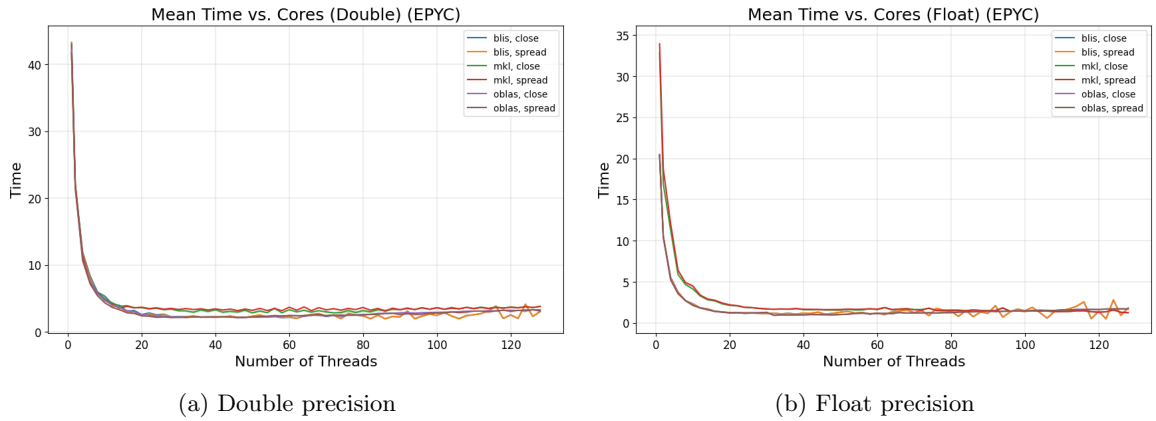 Mean Time vs. Cores (Double) (EPYC)
Time
40
30
20
10
0
blis, close
blis, spread
mkl, close
mkl, spread
oblas, close
oblas, spread
0 20 40 60 80 100 120
Number of Threads
(a) Double precision
Mean Time vs. Cores (Float) (EPYC)
Time
35
30
25
20
15
10
5
0
blis, close
blis, spread
mkl, close
mkl, spread
oblas, close
oblas, spread
0 20 40 60 80 100 120
Number of Threads
(b) Float precision